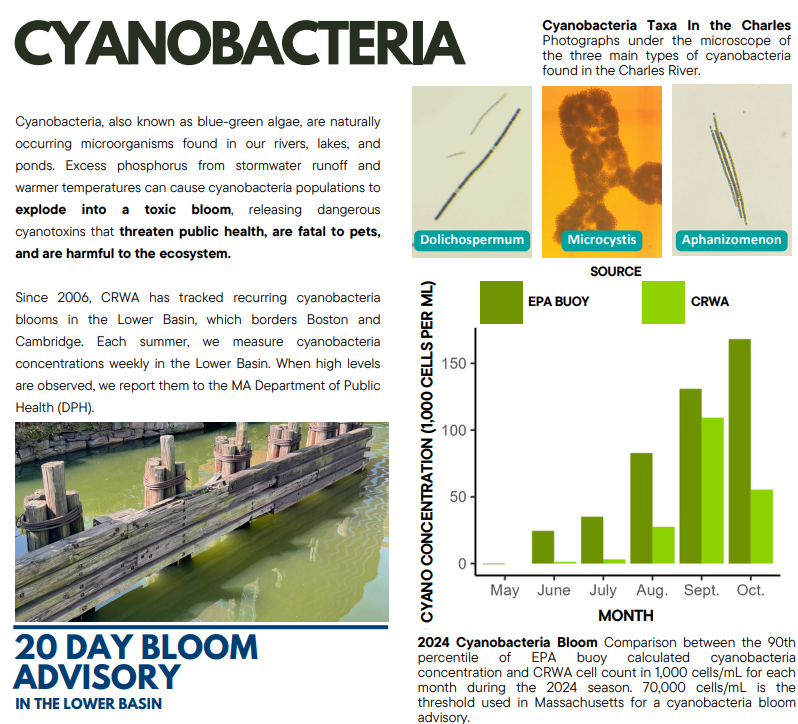 CYANOBACTERIA
Cyanobacteria, also known as blue-green algae, are naturally
occurring microorganisms found in our rivers, lakes, and
ponds. Excess phosphorus from stormwater runoff and
warmer temperatures can cause cyanobacteria populations to
explode into a toxic bloom, releasing dangerous
cyanotoxins that threaten public health, are fatal to pets,
and are harmful to the ecosystem.
Since 2006, CRWA has tracked recurring cyanobacteria
blooms in the Lower Basin, which borders Boston and
Cambridge. Each summer, we measure cyanobacteria
concentrations weekly in the Lower Basin. When high levels
are observed, we report them to the MA Department of Public
Health (DPH).
20 DAY BLOOM
ADVISORY
IN THE LOWER BASIN
Cyanobacteria Taxa In the Charles
Photographs under the microscope of
the three main types of cyanobacteria
found in the Charles River.
Dolichospermum
Microcystis
Aphanizomenon
SOURCE
EPA BUOY
CRWA
CYANO CONCENTRATION (1,000 CELLS PER ML)
150
100
50
0
May June July Aug. Sept. Oct.
MONTH
2024 Cyanobacteria Bloom Comparison between the 90th
percentile of EPA buoy calculated cyanobacteria
concentration and CRWA cell count in 1,000 cells/mL for each
month during the 2024 season. 70,000 cells/mL is the
threshold used in Massachusetts for a cyanobacteria bloom
advisory.